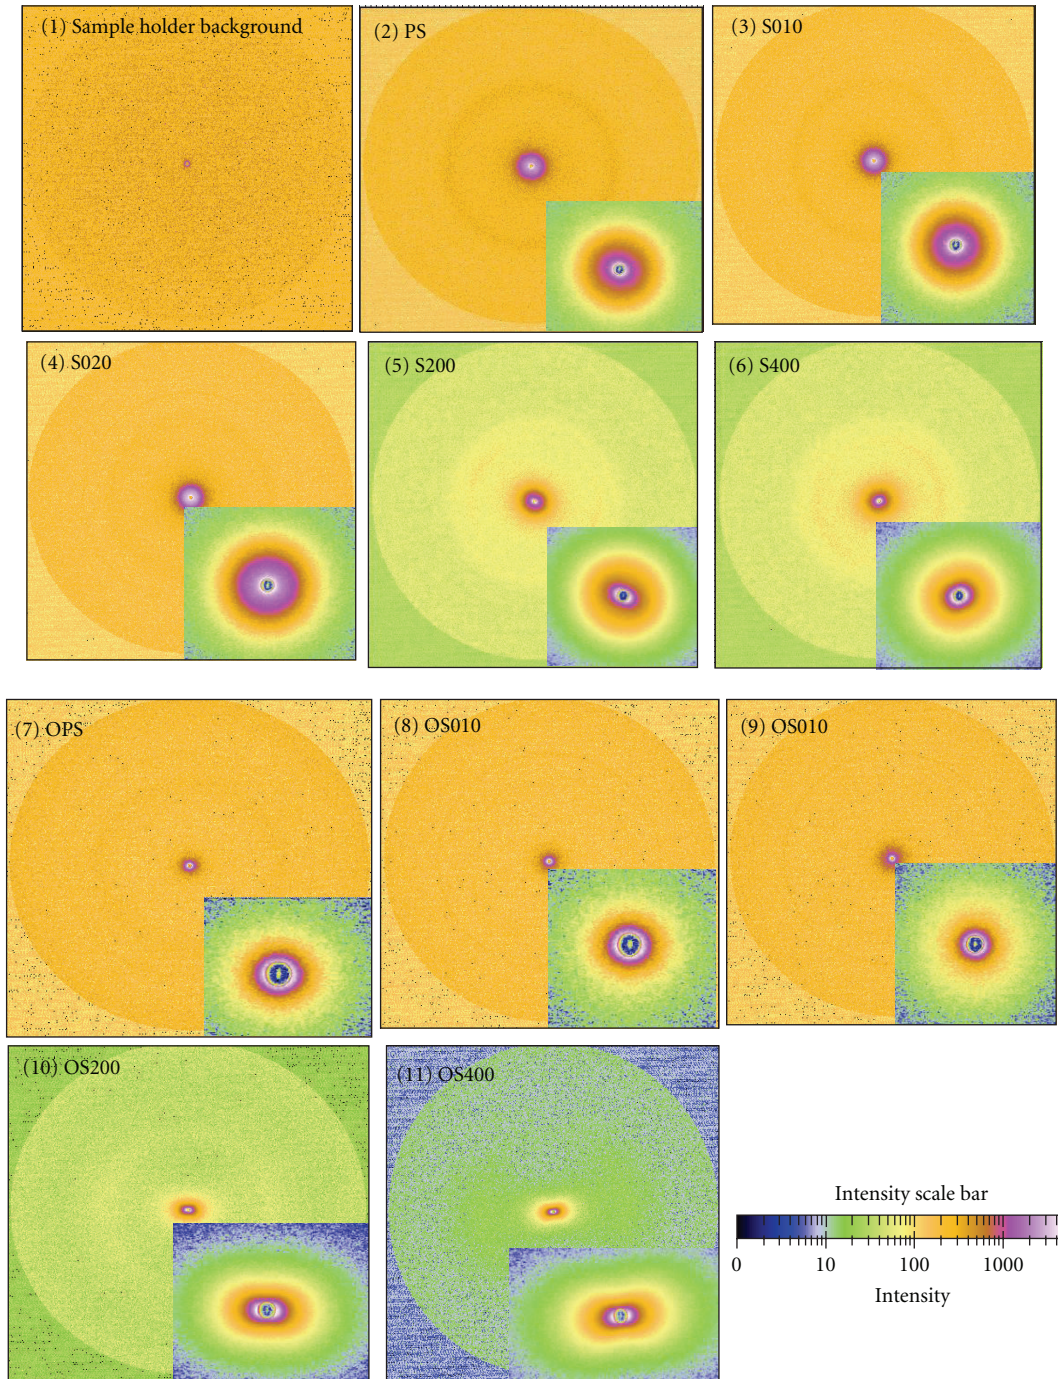 (1) Sample holder background
(2) PS
(3) S010
(4) S020
(5) S200
(6) S400
(7) OPS
(8) OS010
(9) OS010
(10) OS200
(11) OS400
Intensity scale bar
0 10 100 1000
Intensity